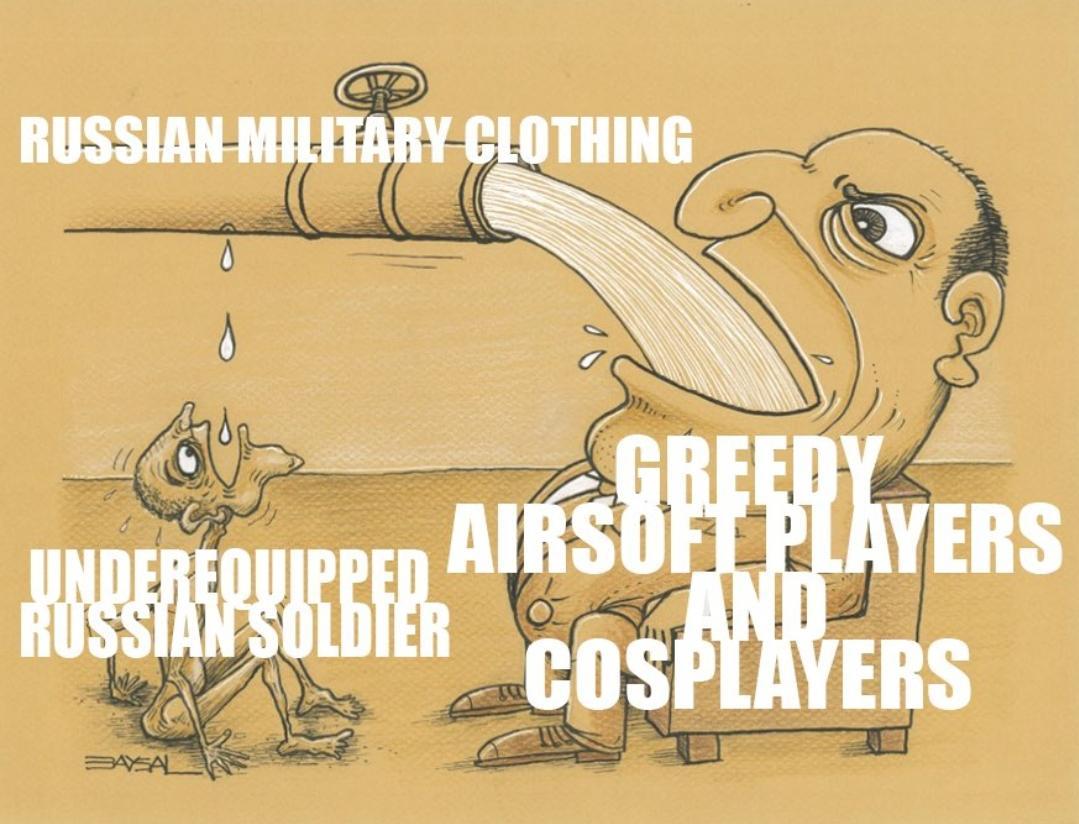 RUSSIAN MILITARY CLOTHING
UNDEREQUIPPED
RUSSIAN SOLDIER
GREEDY
AIRSOFT PLAYERS
AND
COSPLAYERS
BAYSAL